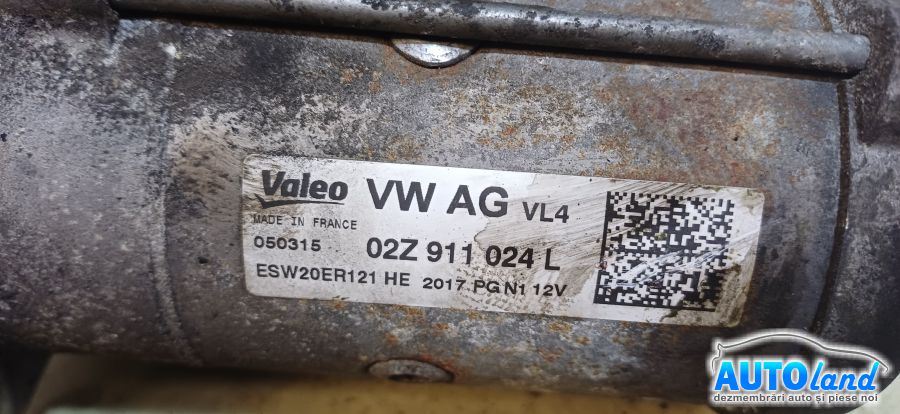 Valeo VW AG VL4
MADE IN FRANCE
050315 02Z 911 024 L
ESW20ER121 HE 2017.PG N1 12V
AUTOland
dezmembrări auto și piese noi